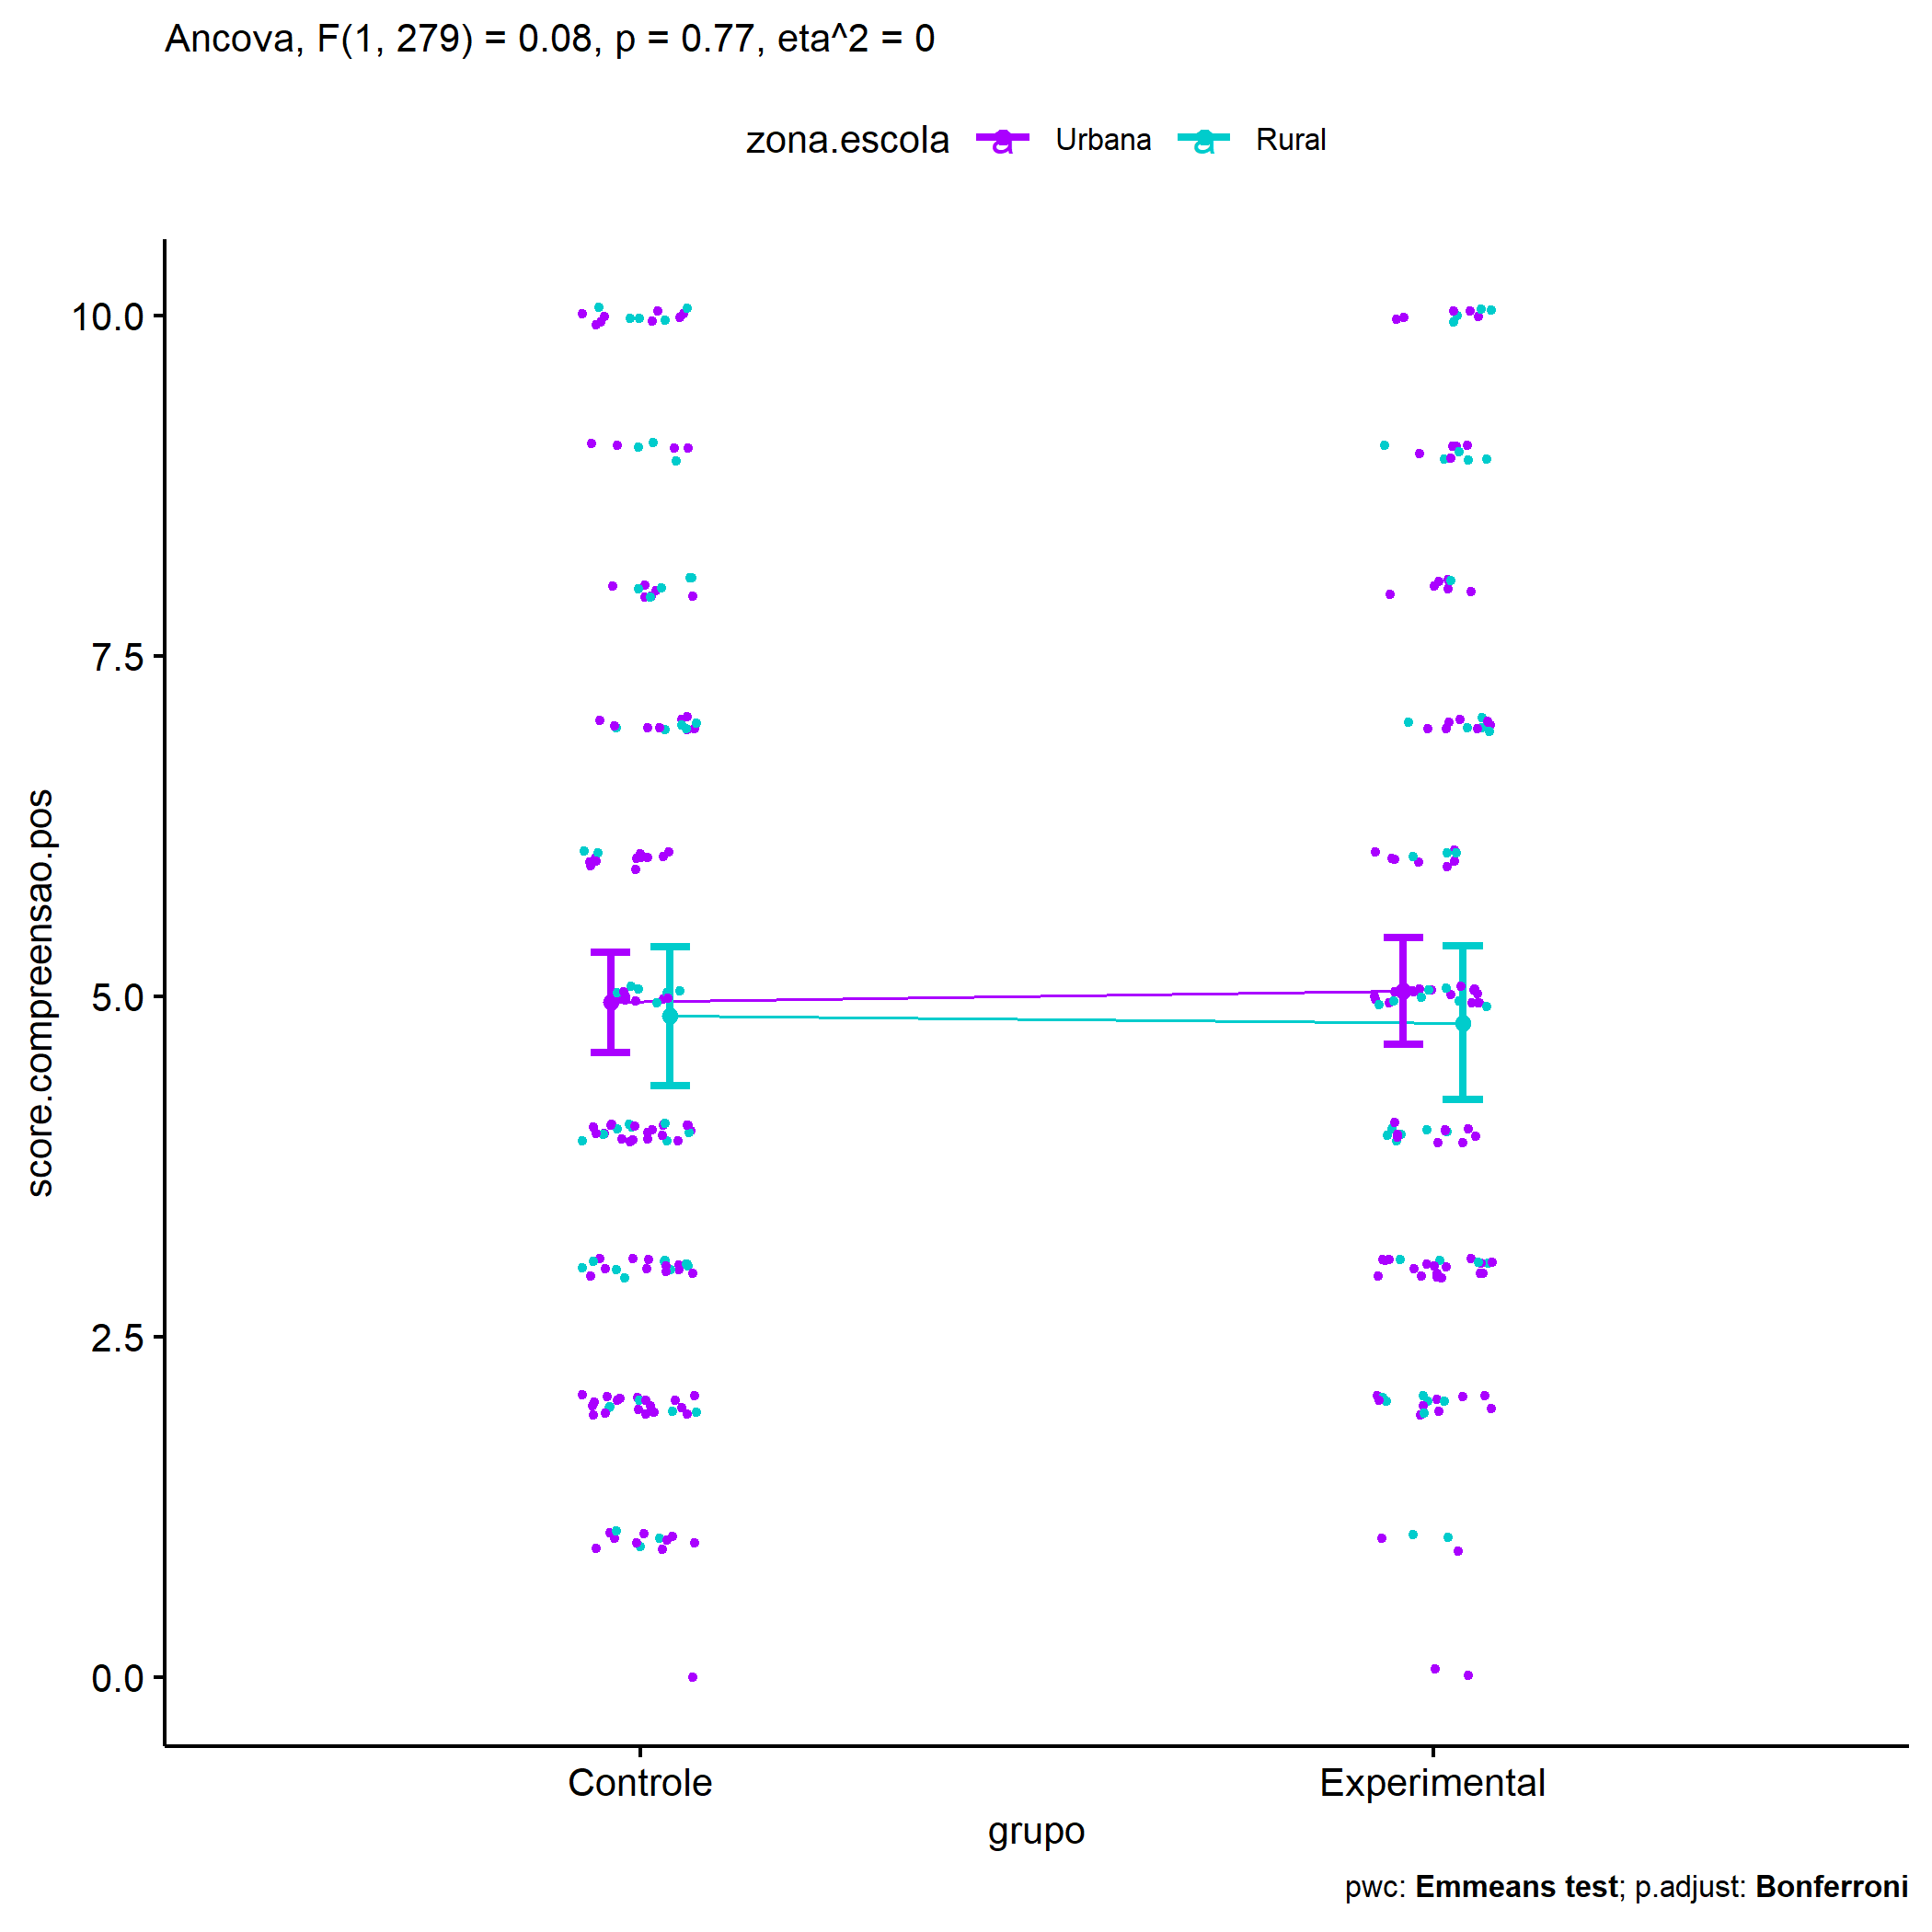 Ancova, F(1, 279) = 0.08, p = 0.77, eta^2 = 0
zona.escola a Urbana a Rural
10.0
7.5
5.0
2.5
0.0
score.compreensao.pos
Controle Experimental
grupo
pwc: Emmeans test; p.adjust: Bonferroni